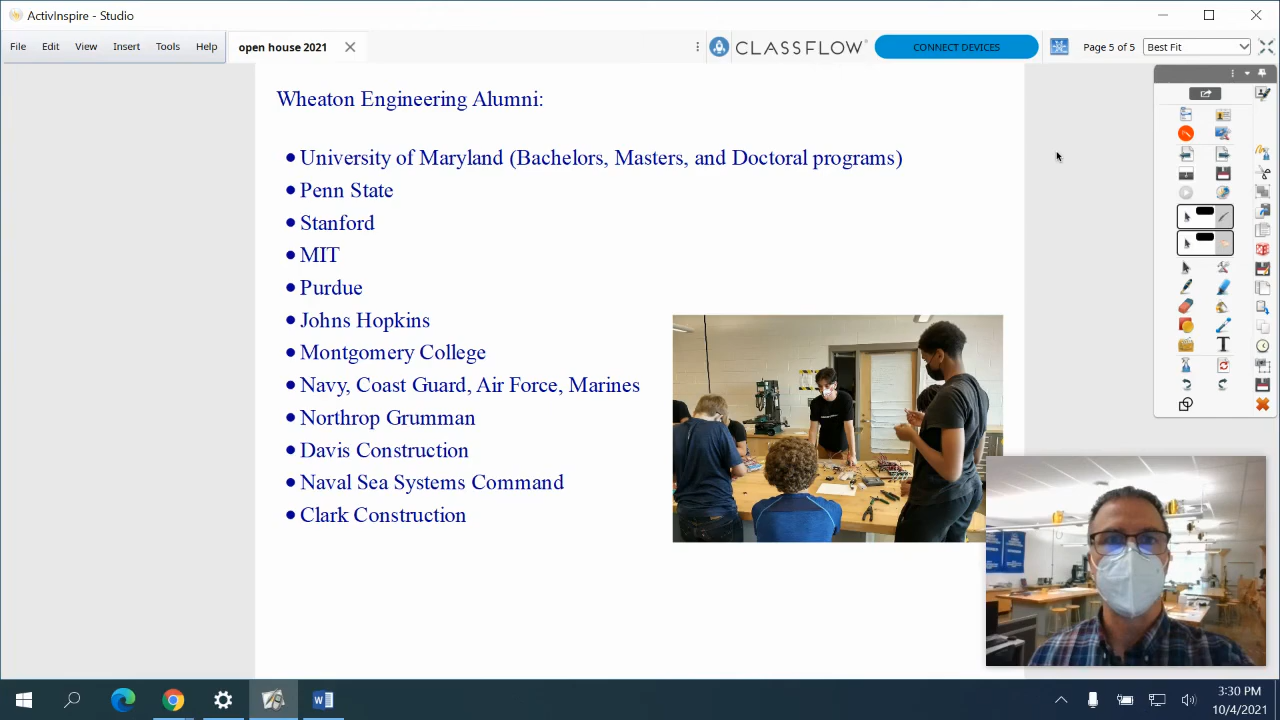 ActivInspire - Studio
File Edit View Insert Tools Help
open house 2021
CLASSFLOW
CONNECT DEVICES
Page 5 of 5
Best Fit
Wheaton Engineering Alumni:
• University of Maryland (Bachelors, Masters, and Doctoral programs)
• Penn State
• Stanford
• MIT
• Purdue
• Johns Hopkins
• Montgomery College
• Navy, Coast Guard, Air Force, Marines
• Northrop Grumman
• Davis Construction
• Naval Sea Systems Command
• Clark Construction
3:30 PM
10/4/2021